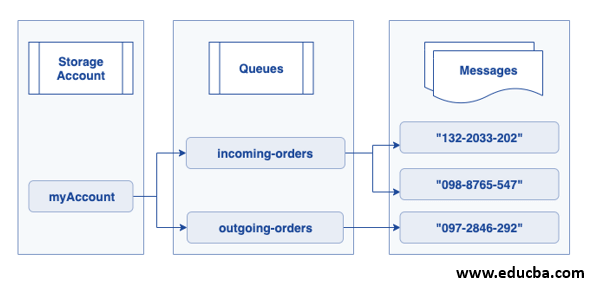 Storage
Account
Queues
Messages
myAccount
incoming-orders
outgoing-orders
"132-2033-202"
"098-8765-547"
"097-2846-292"
www.educba.com